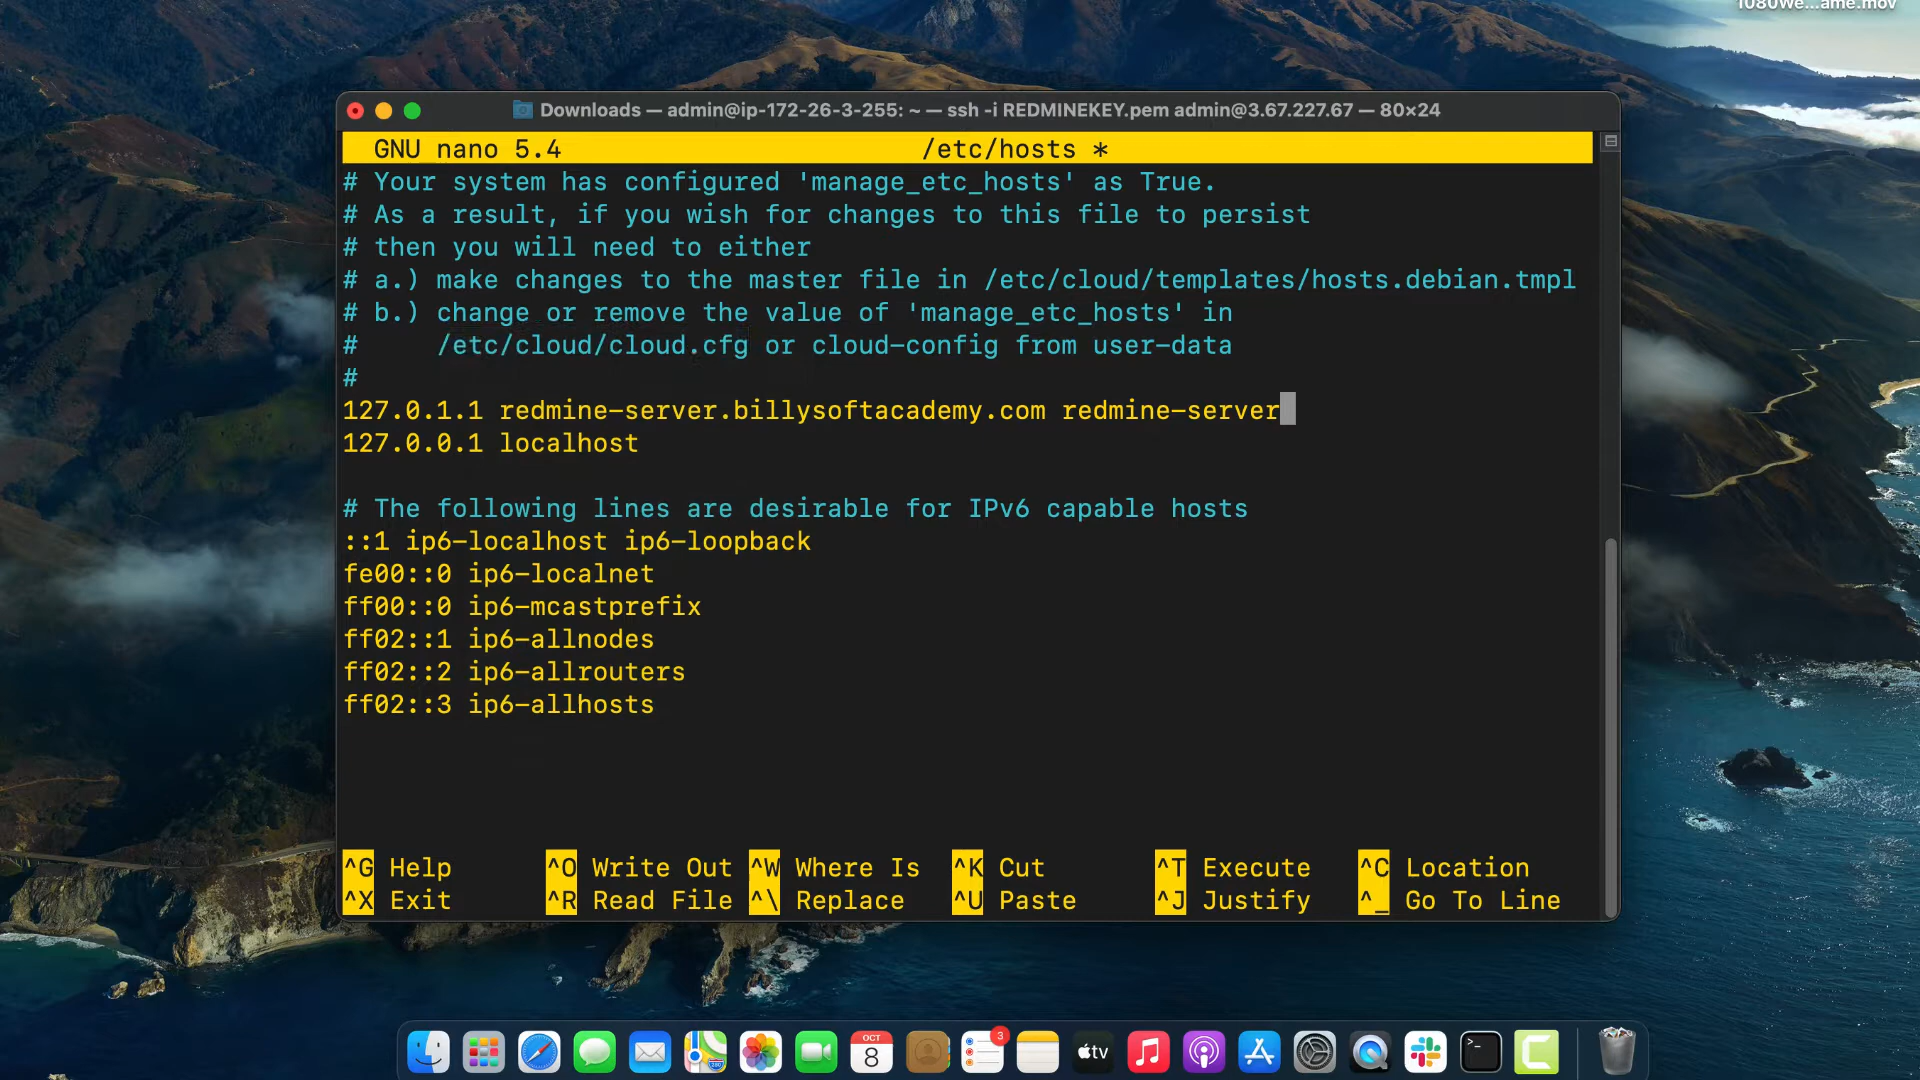 1080We...ame.mov
Downloads — admin@ip-172-26-3-255: ~ — ssh -i REDMINEKEY.pem admin@3.67.227.67 — 80×24
GNU nano 5.4 /etc/hosts *
# Your system has configured 'manage_etc_hosts' as True.
# As a result, if you wish for changes to this file to persist
# then you will need to either
# a.) make changes to the master file in /etc/cloud/templates/hosts.debian.tmpl
# b.) change or remove the value of 'manage_etc_hosts' in
#     /etc/cloud/cloud.cfg or cloud-config from user-data
#
127.0.1.1 redmine-server.billysoftacademy.com redmine-server
127.0.0.1 localhost
# The following lines are desirable for IPv6 capable hosts
::1 ip6-localhost ip6-loopback
fe00::0 ip6-localnet
ff00::0 ip6-mcastprefix
ff02::1 ip6-allnodes
ff02::2 ip6-allrouters
ff02::3 ip6-allhosts
^G Help ^O Write Out ^W Where Is ^K Cut ^T Execute ^C Location
^X Exit ^R Read File ^\ Replace ^U Paste ^J Justify ^_ Go To Line
OCT
8
3
tv
>_